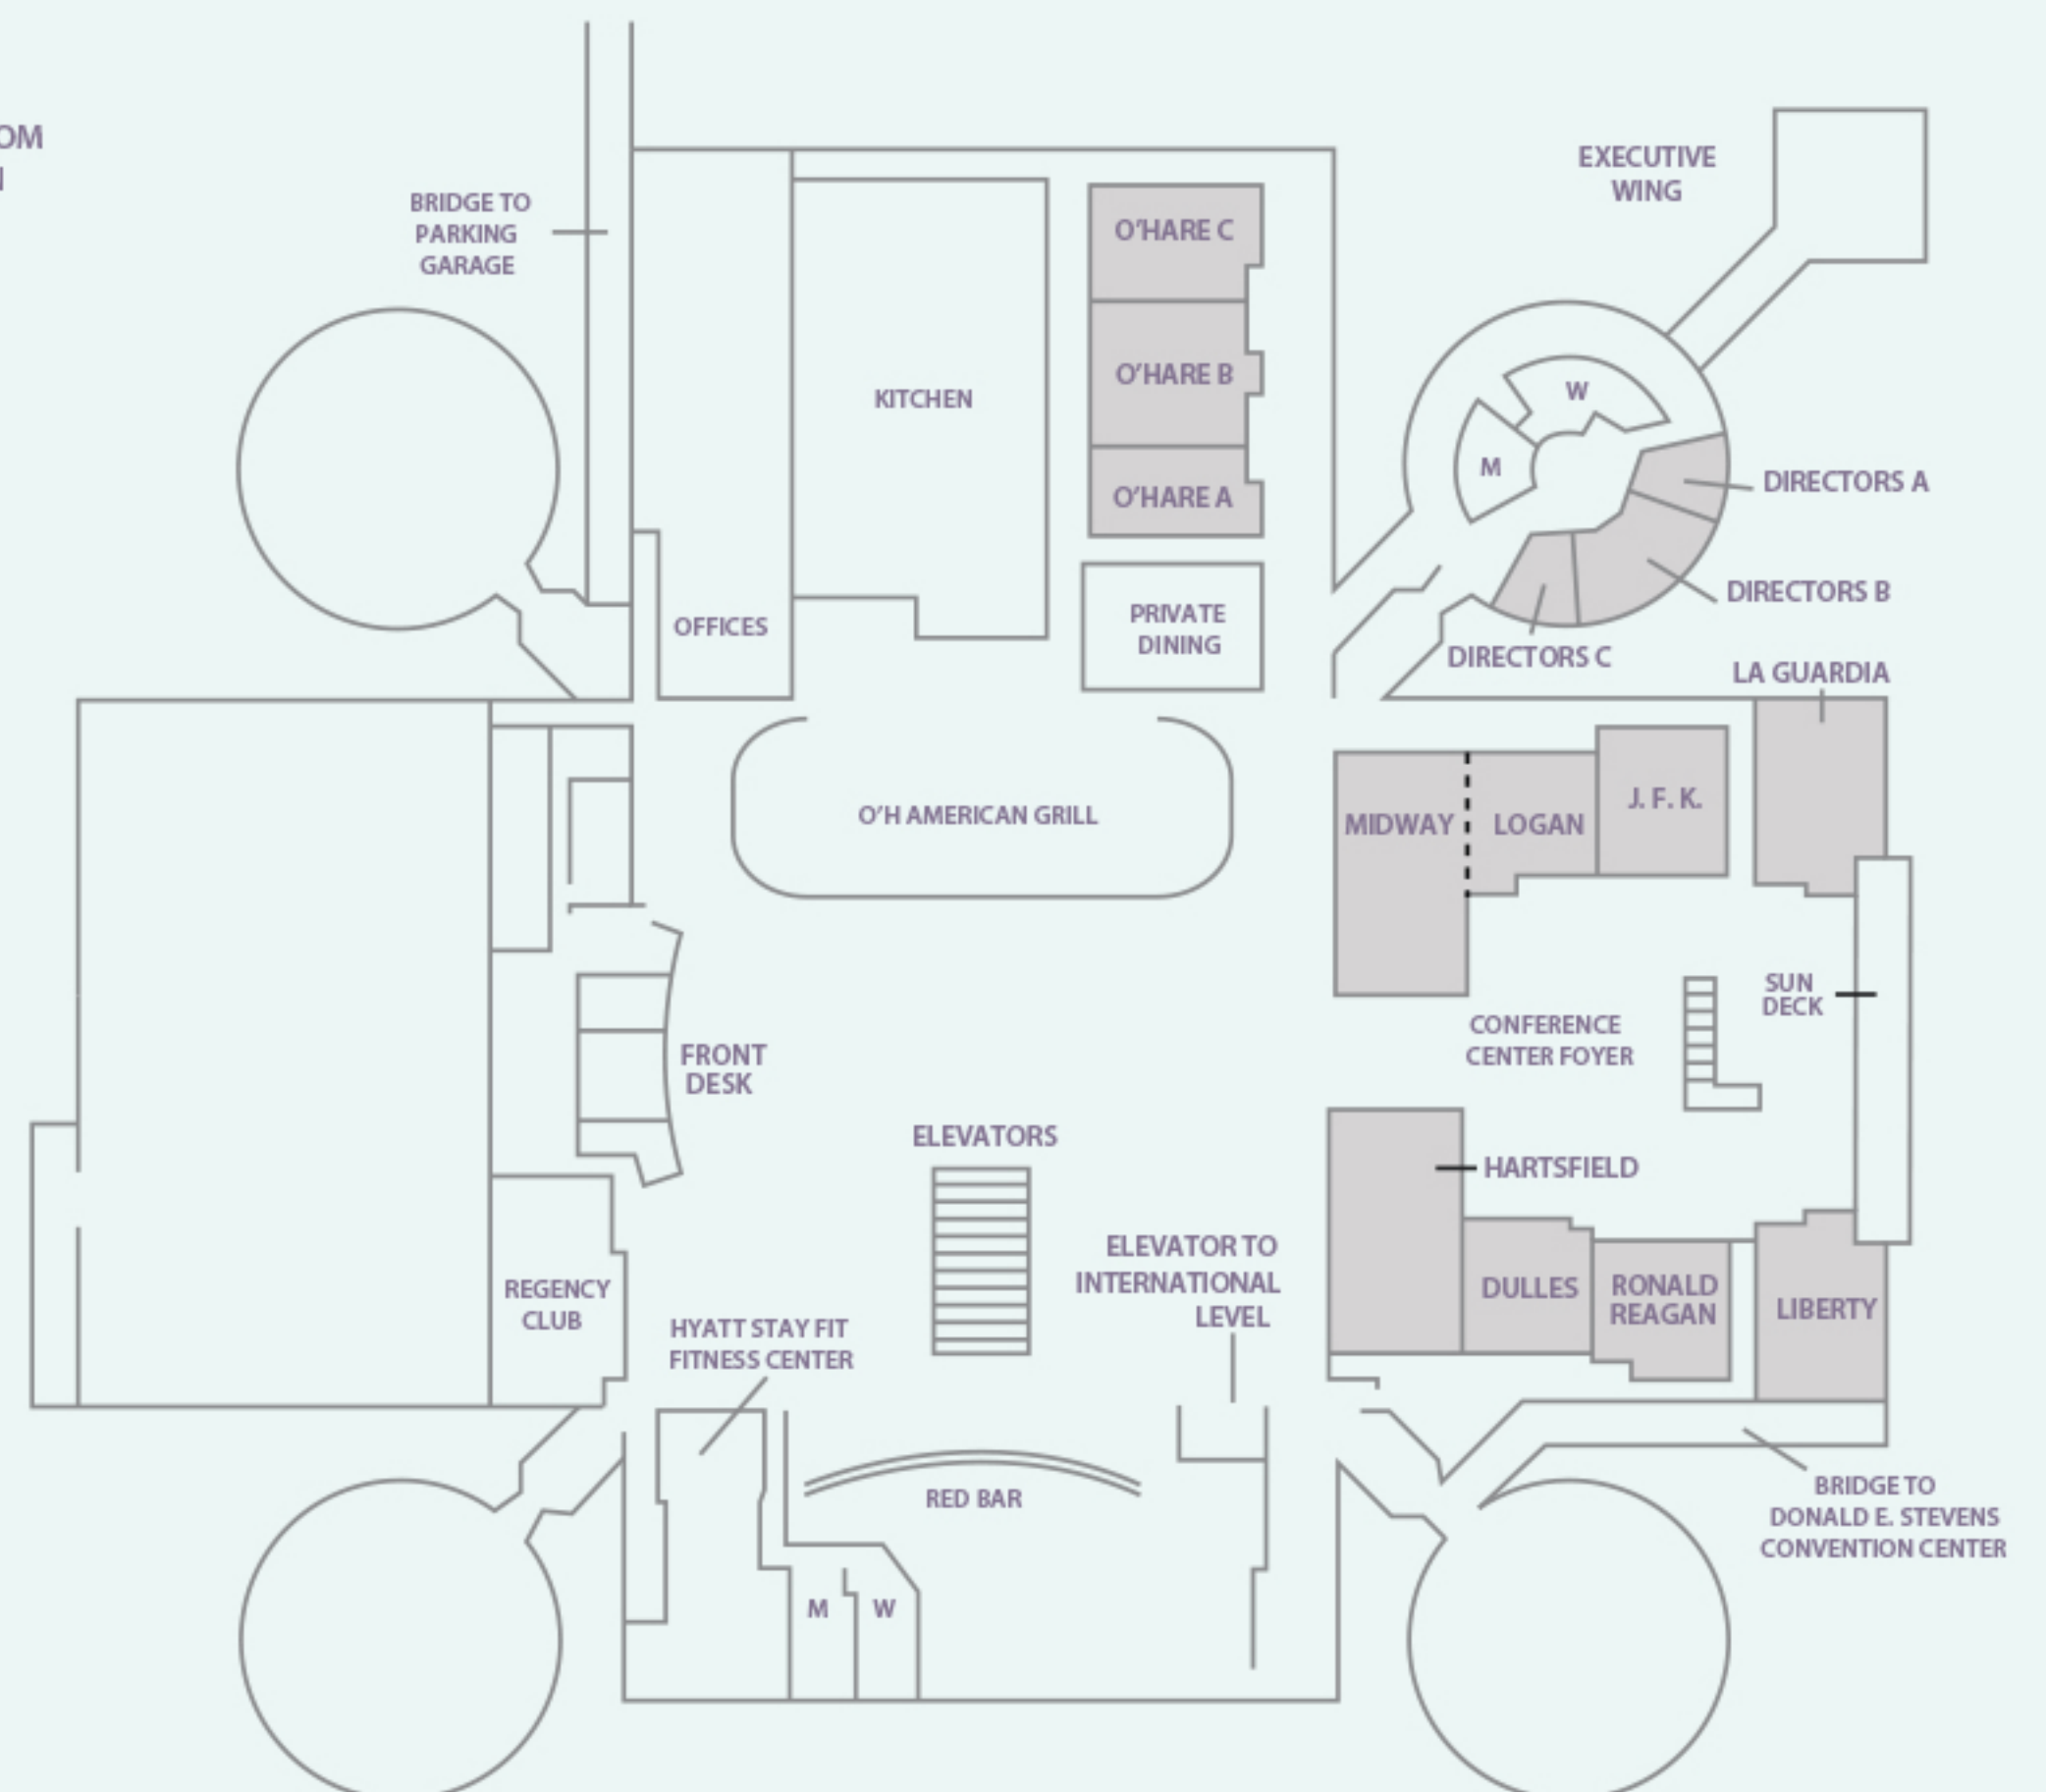 OM
EXECUTIVE
WING
BRIDGE TO
PARKING
GARAGE
O'HARE C
O'HARE B
O'HARE A
KITCHEN
W
M
DIRECTORS A
DIRECTORS B
DIRECTORS C
OFFICES
PRIVATE
DINING
LA GUARDIA
O'H AMERICAN GRILL
MIDWAY
LOGAN
J. F. K.
SUN
DECK
CONFERENCE
CENTER FOYER
FRONT
DESK
ELEVATORS
HARTSFIELD
ELEVATOR TO
INTERNATIONAL
LEVEL
DULLES
RONALD
REAGAN
LIBERTY
REGENCY
CLUB
HYATT STAY FIT
FITNESS CENTER
RED BAR
BRIDGE TO
DONALD E. STEVENS
CONVENTION CENTER
M
W